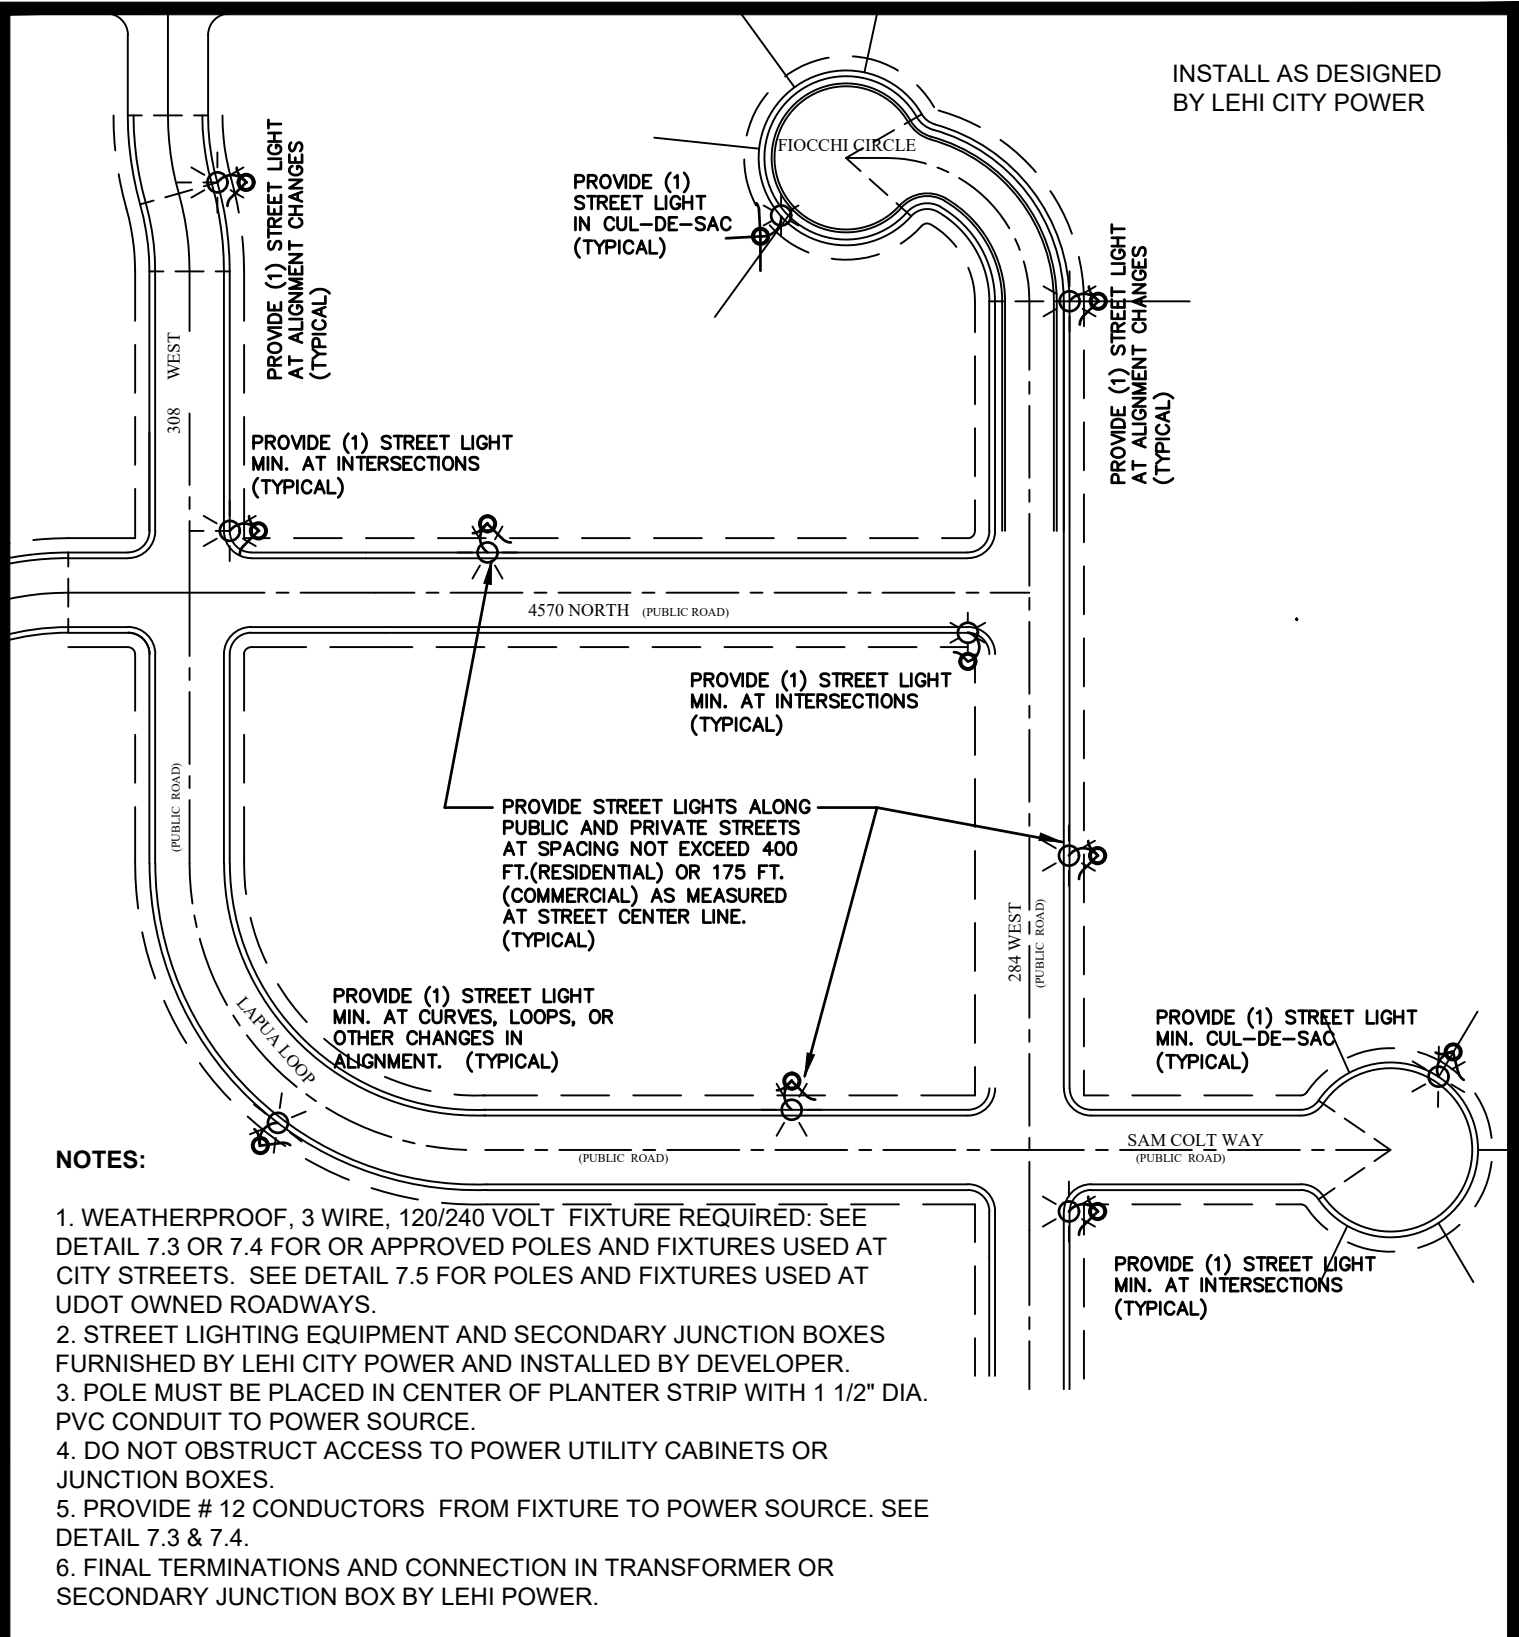 INSTALL AS DESIGNED
BY LEHI CITY POWER
FIOCCHI CIRCLE
PROVIDE (1) STREET LIGHT
AT ALIGNMENT CHANGES
(TYPICAL)
PROVIDE (1)
STREET LIGHT
IN CUL-DE-SAC
(TYPICAL)
PROVIDE (1) STREET LIGHT
AT ALIGNMENT CHANGES
(TYPICAL)
308 WEST
PROVIDE (1) STREET LIGHT
MIN. AT INTERSECTIONS
(TYPICAL)
4570 NORTH (PUBLIC ROAD)
PROVIDE (1) STREET LIGHT
MIN. AT INTERSECTIONS
(TYPICAL)
(PUBLIC ROAD)
PROVIDE STREET LIGHTS ALONG
PUBLIC AND PRIVATE STREETS
AT SPACING NOT EXCEED 400
FT.(RESIDENTIAL) OR 175 FT.
(COMMERCIAL) AS MEASURED
AT STREET CENTER LINE.
(TYPICAL)
284 WEST
(PUBLIC ROAD)
LAPUA LOOP
PROVIDE (1) STREET LIGHT
MIN. AT CURVES, LOOPS, OR
OTHER CHANGES IN
ALIGNMENT. (TYPICAL)
PROVIDE (1) STREET LIGHT
MIN. CUL-DE-SAC
(TYPICAL)
SAM COLT WAY
(PUBLIC ROAD)
(PUBLIC ROAD)
PROVIDE (1) STREET LIGHT
MIN. AT INTERSECTIONS
(TYPICAL)
NOTES:
1. WEATHERPROOF, 3 WIRE, 120/240 VOLT FIXTURE REQUIRED: SEE
DETAIL 7.3 OR 7.4 FOR OR APPROVED POLES AND FIXTURES USED AT
CITY STREETS. SEE DETAIL 7.5 FOR POLES AND FIXTURES USED AT
UDOT OWNED ROADWAYS.
2. STREET LIGHTING EQUIPMENT AND SECONDARY JUNCTION BOXES
FURNISHED BY LEHI CITY POWER AND INSTALLED BY DEVELOPER.
3. POLE MUST BE PLACED IN CENTER OF PLANTER STRIP WITH 1 1/2" DIA.
PVC CONDUIT TO POWER SOURCE.
4. DO NOT OBSTRUCT ACCESS TO POWER UTILITY CABINETS OR
JUNCTION BOXES.
5. PROVIDE # 12 CONDUCTORS FROM FIXTURE TO POWER SOURCE. SEE
DETAIL 7.3 & 7.4.
6. FINAL TERMINATIONS AND CONNECTION IN TRANSFORMER OR
SECONDARY JUNCTION BOX BY LEHI POWER.